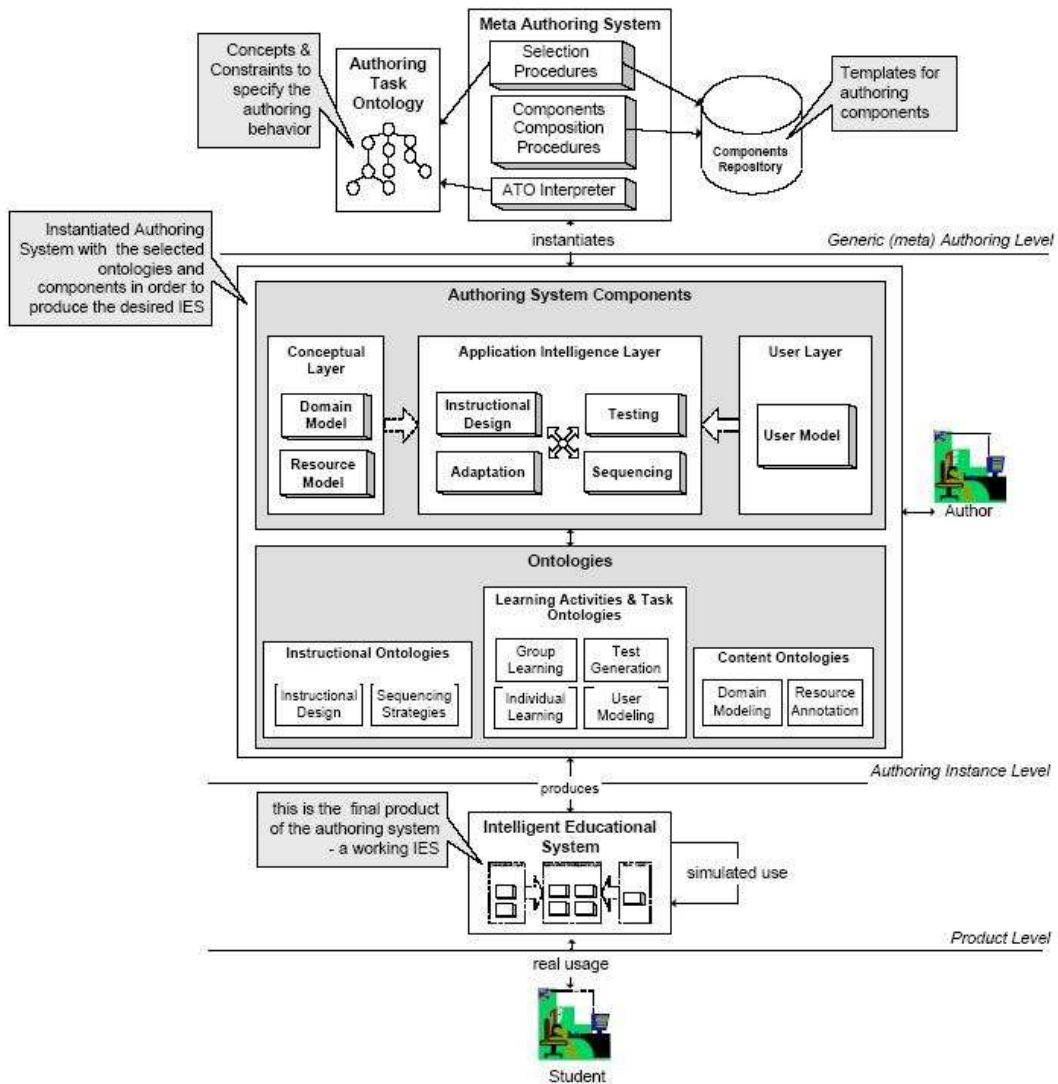 Meta Authoring System
Selection
Procedures
Components
Composition
Procedures
ATO Interpreter
Concepts &
Constraints to
specify the
authoring
behavior
Authoring
Task
Ontology
Templates for
authoring
components
Components
Repository
instantiates
Generic (meta) Authoring Level
Instantiated Authoring
System with the selected
ontologies and
components in order to
produce the desired IES
Authoring System Components
Conceptual
Layer
Domain
Model
Resource
Model
Application Intelligence Layer
Instructional
Design
Testing
Adaptation
Sequencing
User Layer
User Model
Author
Ontologies
Instructional Ontologies
Instructional
Design
Sequencing
Strategies
Learning Activities & Task
Ontologies
Group
Learning
Test
Generation
Individual
Learning
User
Modeling
Content Ontologies
Domain
Modeling
Resource
Annotation
Authoring Instance Level
produces
this is the final product
of the authoring system
- a working IES
Intelligent Educational
System
simulated use
Product Level
real usage
Student